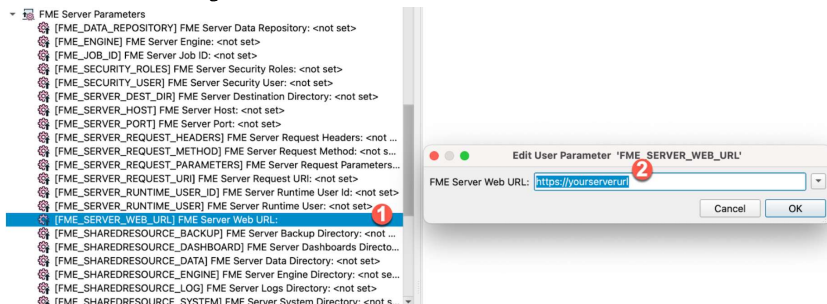 FME Server Parameters
[FME_DATA_REPOSITORY] FME Server Data Repository: <not set>
[FME_ENGINE] FME Server Engine: <not set>
[FME_JOB_ID] FME Server Job ID: <not set>
[FME_SECURITY_ROLES] FME Server Security Roles: <not set>
[FME_SECURITY_USER] FME Server Security User: <not set>
[FME_SERVER_DEST_DIR] FME Server Destination Directory: <not set>
[FME_SERVER_HOST] FME Server Host: <not set>
[FME_SERVER_PORT] FME Server Port: <not set>
[FME_SERVER_REQUEST_HEADERS] FME Server Request Headers: <not ...
[FME_SERVER_REQUEST_METHOD] FME Server Request Method: <not s...
[FME_SERVER_REQUEST_PARAMETERS] FME Server Request Parameters...
[FME_SERVER_REQUEST_URI] FME Server Request URI: <not set>
[FME_SERVER_RUNTIME_USER_ID] FME Server Runtime User Id: <not set>
[FME_SERVER_RUNTIME_USER] FME Server Runtime User: <not set>
[FME_SERVER_WEB_URL] FME Server Web URL:
1
[FME_SHAREDRESOURCE_BACKUP] FME Server Backup Directory: <not ...
[FME_SHAREDRESOURCE_DASHBOARD] FME Server Dashboards Directo...
[FME_SHAREDRESOURCE_DATA] FME Server Data Directory: <not set>
[FME_SHAREDRESOURCE_ENGINE] FME Server Engine Directory: <not se...
[FME_SHAREDRESOURCE_LOG] FME Server Logs Directory: <not set>
[FME_SHAREDRESOURCE_SYSTEM] FME Server System Directory: <not s...
Edit User Parameter 'FME_SERVER_WEB_URL'
2
FME Server Web URL: https://yourserverurl
Cancel OK